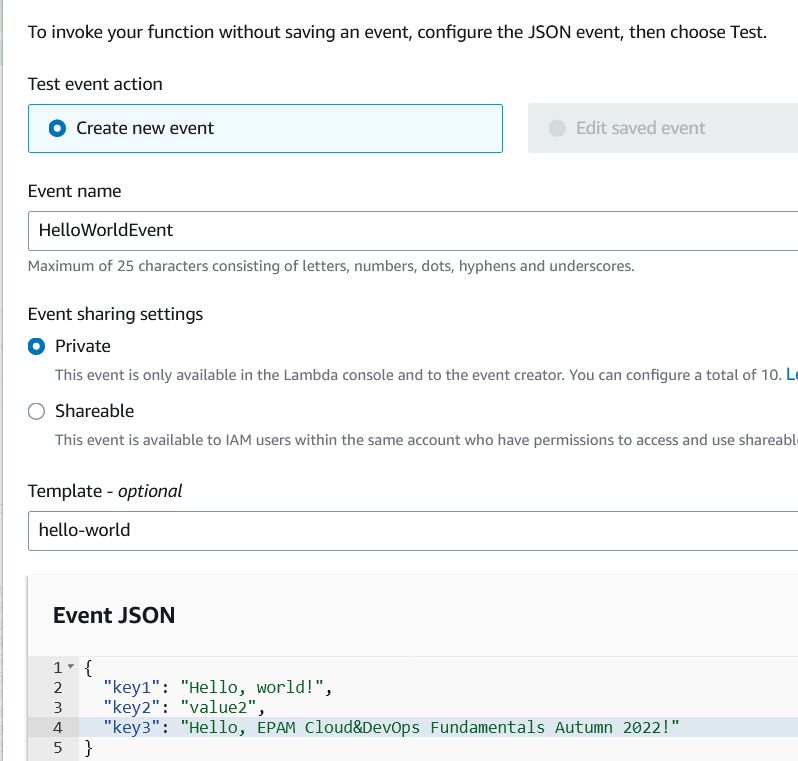 To invoke your function without saving an event, configure the JSON event, then choose Test.
Test event action
Create new event
Edit saved event
Event name
HelloWorldEvent
Maximum of 25 characters consisting of letters, numbers, dots, hyphens and underscores.
Event sharing settings
Private
This event is only available in the Lambda console and to the event creator. You can configure a total of 10.
Shareable
This event is available to IAM users within the same account who have permissions to access and use
Template - optional
hello-world
Event JSON
1 {
2 "key1": "Hello, world!",
3 "key2": "value2",
4 "key3": "Hello, EPAM Cloud&DevOps Fundamentals Autumn 2022!"
5 }